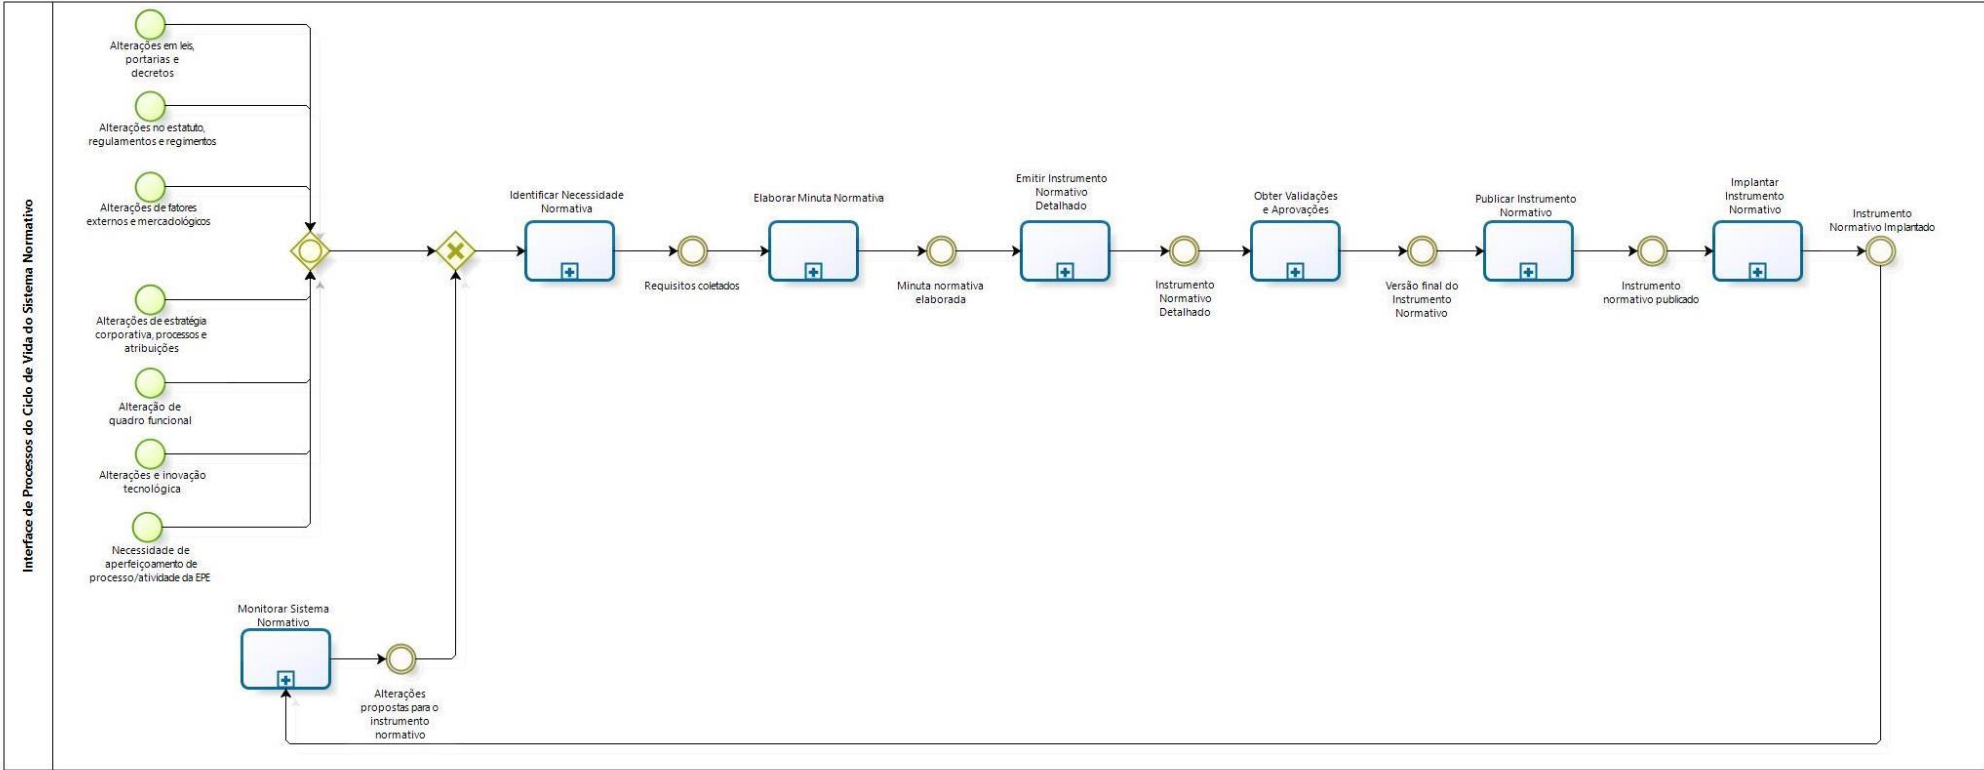 Interface de Processos do Ciclo de Vida do Sistema Normativo
Alterações em leis,
portarias e
decretos
Alterações no estatuto,
regulamentos e regimentos
Alterações de fatores
externos e mercadológicos
Alterações de estratégia
corporativa, processos e
atribuições
Alteração de
quadro funcional
Alterações e inovação
tecnológica
Necessidade de
aperfeiçoamento de
processo/atividade da EPE
Monitorar Sistema
Normativo
Alterações
propostas para o
instrumento
normativo
Identificar Necessidade
Normativa
Requisitos coletados
Elaborar Minuta Normativa
Minuta normativa
elaborada
Emitir Instrumento
Normativo
Detalhado
Instrumento
Normativo
Detalhado
Obter Validações
e Aprovações
Versão final do
Instrumento
Normativo
Publicar Instrumento
Normativo
Instrumento
normativo publicado
Implantar
Instrumento
Normativo
Instrumento
Normativo Implantado